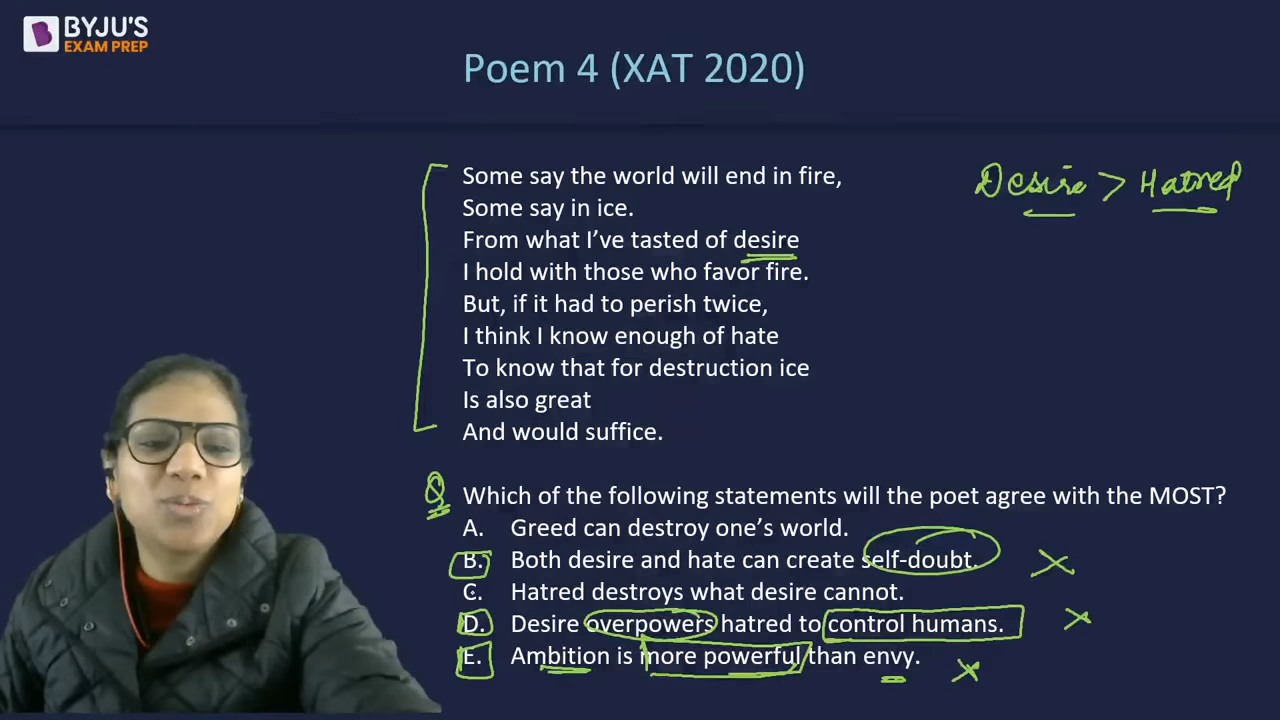 BYJU'S
EXAM PREP
Poem 4 (XAT 2020)
Some say the world will end in fire,
Some say in ice.
From what I've tasted of desire
I hold with those who favor fire.
But, if it had to perish twice,
I think I know enough of hate
To know that for destruction ice
Is also great
And would suffice.
Desire > Hatred
Q Which of the following statements will the poet agree with the MOST?
A. Greed can destroy one's world.
B. Both desire and hate can create self-doubt.
C. Hatred destroys what desire cannot.
D. Desire overpowers hatred to control humans.
E. Ambition is more powerful than envy.